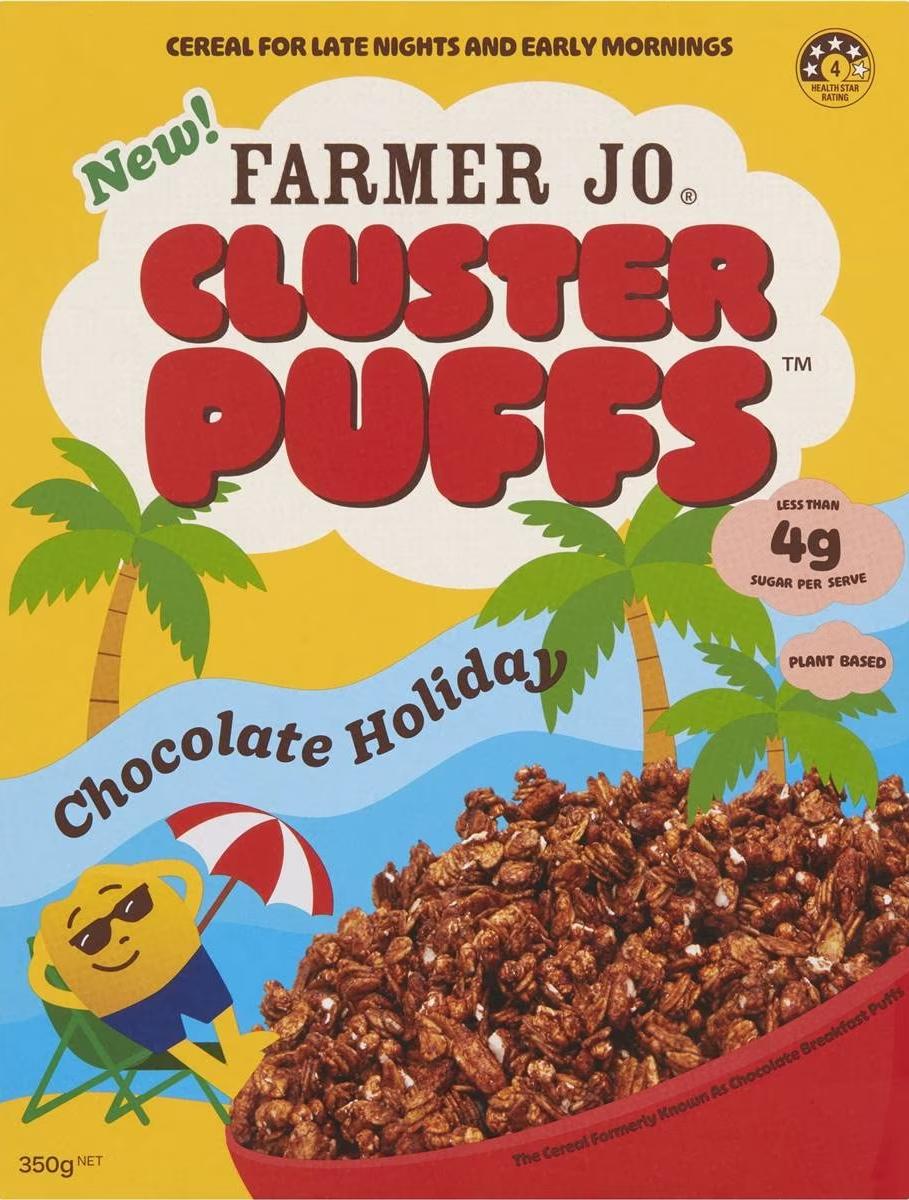 CEREAL FOR LATE NIGHTS AND EARLY MORNINGS
4
HEALTH STAR
RATING
New!
FARMER JO®
CLUSTER
PUFFS™
LESS THAN
4g
SUGAR PER SERVE
PLANT BASED
Chocolate Holiday
The Cereal Formerly Known As Chocolate Breakfast Puffs
350g NET